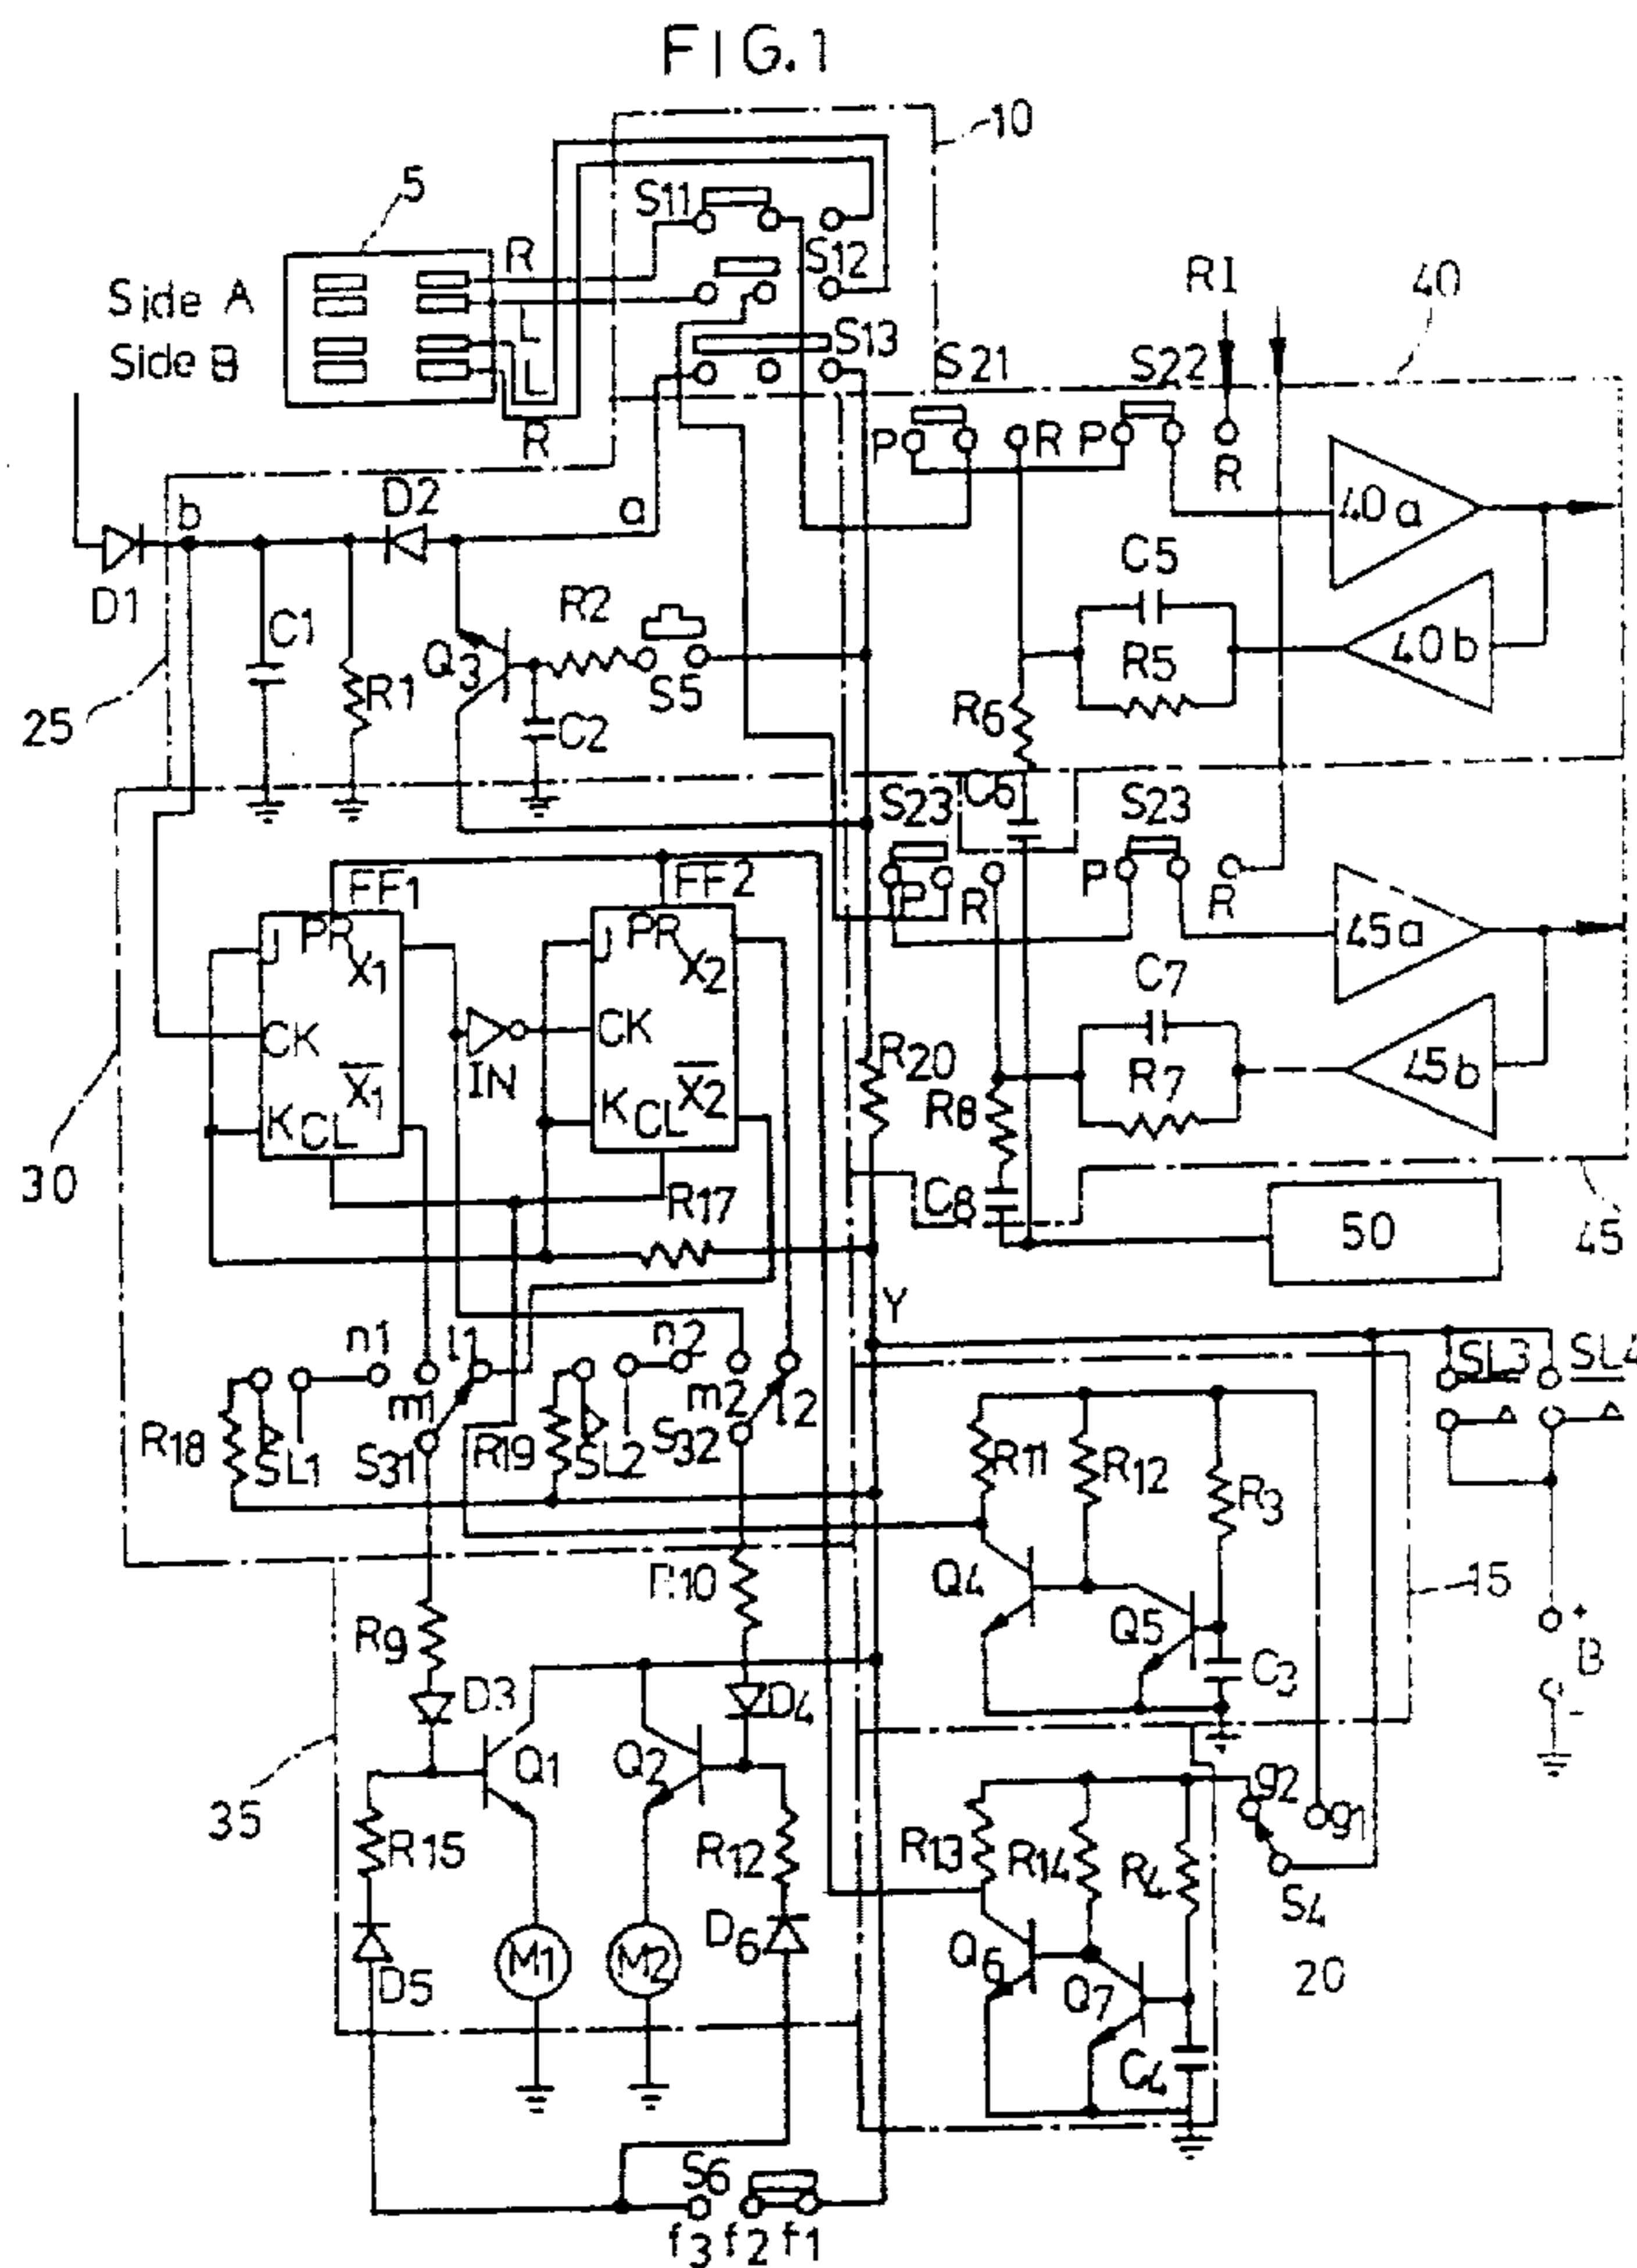 FIG.1
10
5
S11
R
S12
RI
40
Side A
L
S13
Side B
L
S21
S22
R
P
R
P
R
b
D2
a
40a
D1
C1
R2
C5
Q3
R1
S5
R5
40b
25
C2
R6
S23
C6
S23
FF1
FF2
P
R
P
R
J
PR
X1
J
PR
X2
45a
CK
CK
C7
X1
IN
X2
R20
R7
45b
K
CL
K
CL
R8
30
R17
C8
50
45
Y
n1
l1
n2
SL3
SL4
m1
m2
l2
R18
SL1
S31
R19
SL2
S32
R11
R12
R3
R10
Q4
15
R9
Q5
C3
+
B
-
D3
D4
Q1
Q2
g2
g1
35
R15
R12
R13
R14
R4
S4
D5
M1
M2
D6
Q6
Q7
20
C4
S6
f3
f2
f1